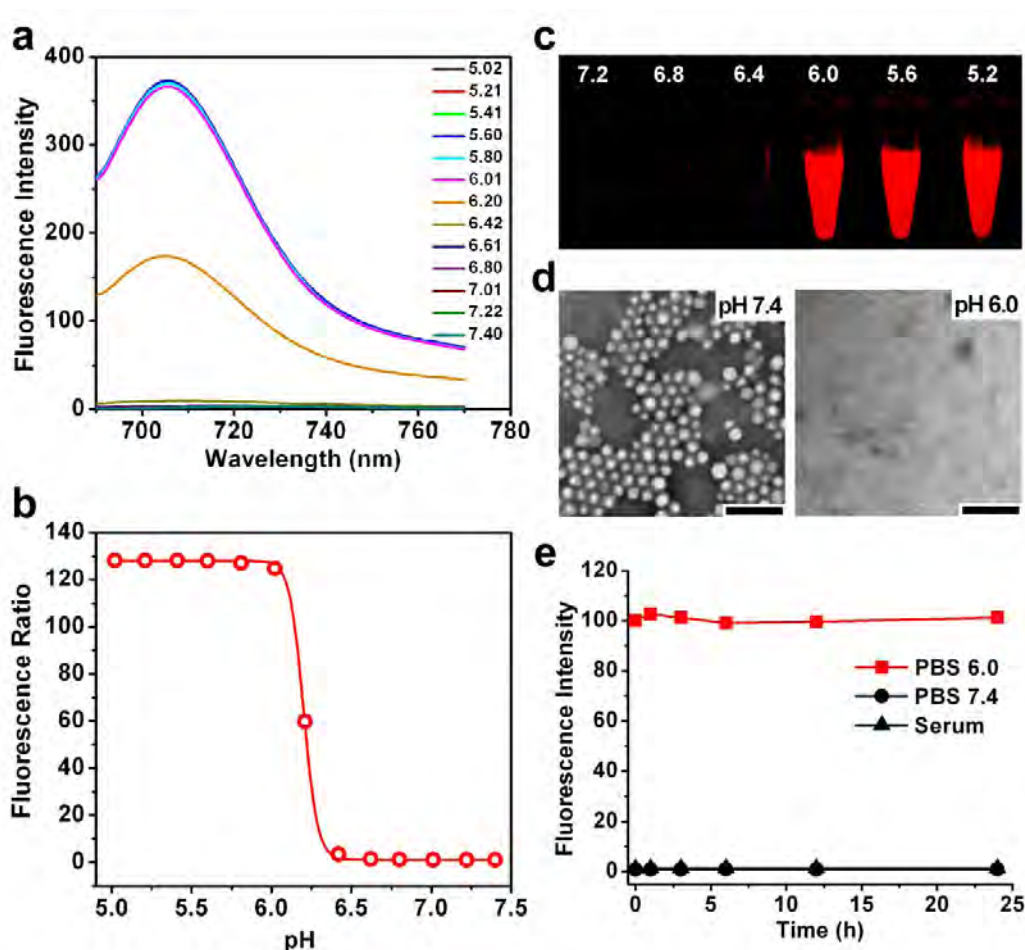 a
400
300
200
100
0
700 720 740 760 780
Fluorescence Intensity
Wavelength (nm)
5.02
5.21
5.41
5.60
5.80
6.01
6.20
6.42
6.61
6.80
7.01
7.22
7.40
b
140
120
100
80
60
40
20
0
5.0 5.5 6.0 6.5 7.0 7.5
Fluorescence Ratio
pH
c
7.2 6.8 6.4 6.0 5.6 5.2
d
pH 7.4
pH 6.0
e
120
100
80
60
40
20
0
0 5 10 15 20 25
Fluorescence Intensity
Time (h)
PBS 6.0
PBS 7.4
Serum